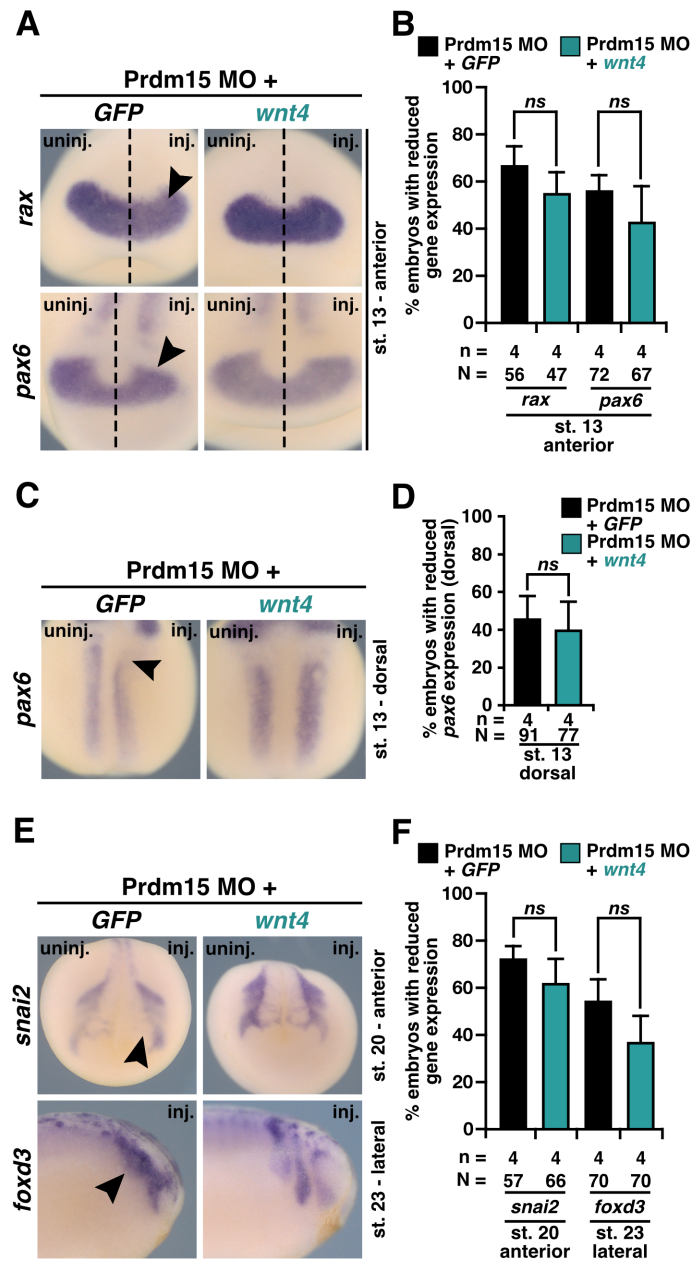 A
Prdm15 MO +
GFP wnt4
uninj. inj. uninj. inj.
rax
uninj. inj. uninj. inj.
pax6
st. 13 - anterior
B
Prdm15 MO + GFP
Prdm15 MO + wnt4
% embryos with reduced gene expression
100
80
60
40
20
0
ns ns
n = 4 4 4 4
N = 56 47 72 67
rax pax6
st. 13
anterior
C
Prdm15 MO +
GFP wnt4
uninj. inj. uninj. inj.
pax6
st. 13 - dorsal
D
Prdm15 MO
+ GFP
Prdm15 MO
+ wnt4
% embryos with reduced
pax6 expression (dorsal)
100
80
60
40
20
0
ns
n = 4 4
N = 91 77
st. 13
dorsal
E
Prdm15 MO +
GFP wnt4
uninj. inj. uninj. inj.
snai2
st. 20 - anterior
inj. inj.
foxd3
st. 23 - lateral
F
Prdm15 MO + GFP
Prdm15 MO + wnt4
% embryos with reduced
gene expression
100
80
60
40
20
0
ns ns
n = 4 4 4 4
N = 57 66 70 70
snai2 foxd3
st. 20 st. 23
anterior lateral